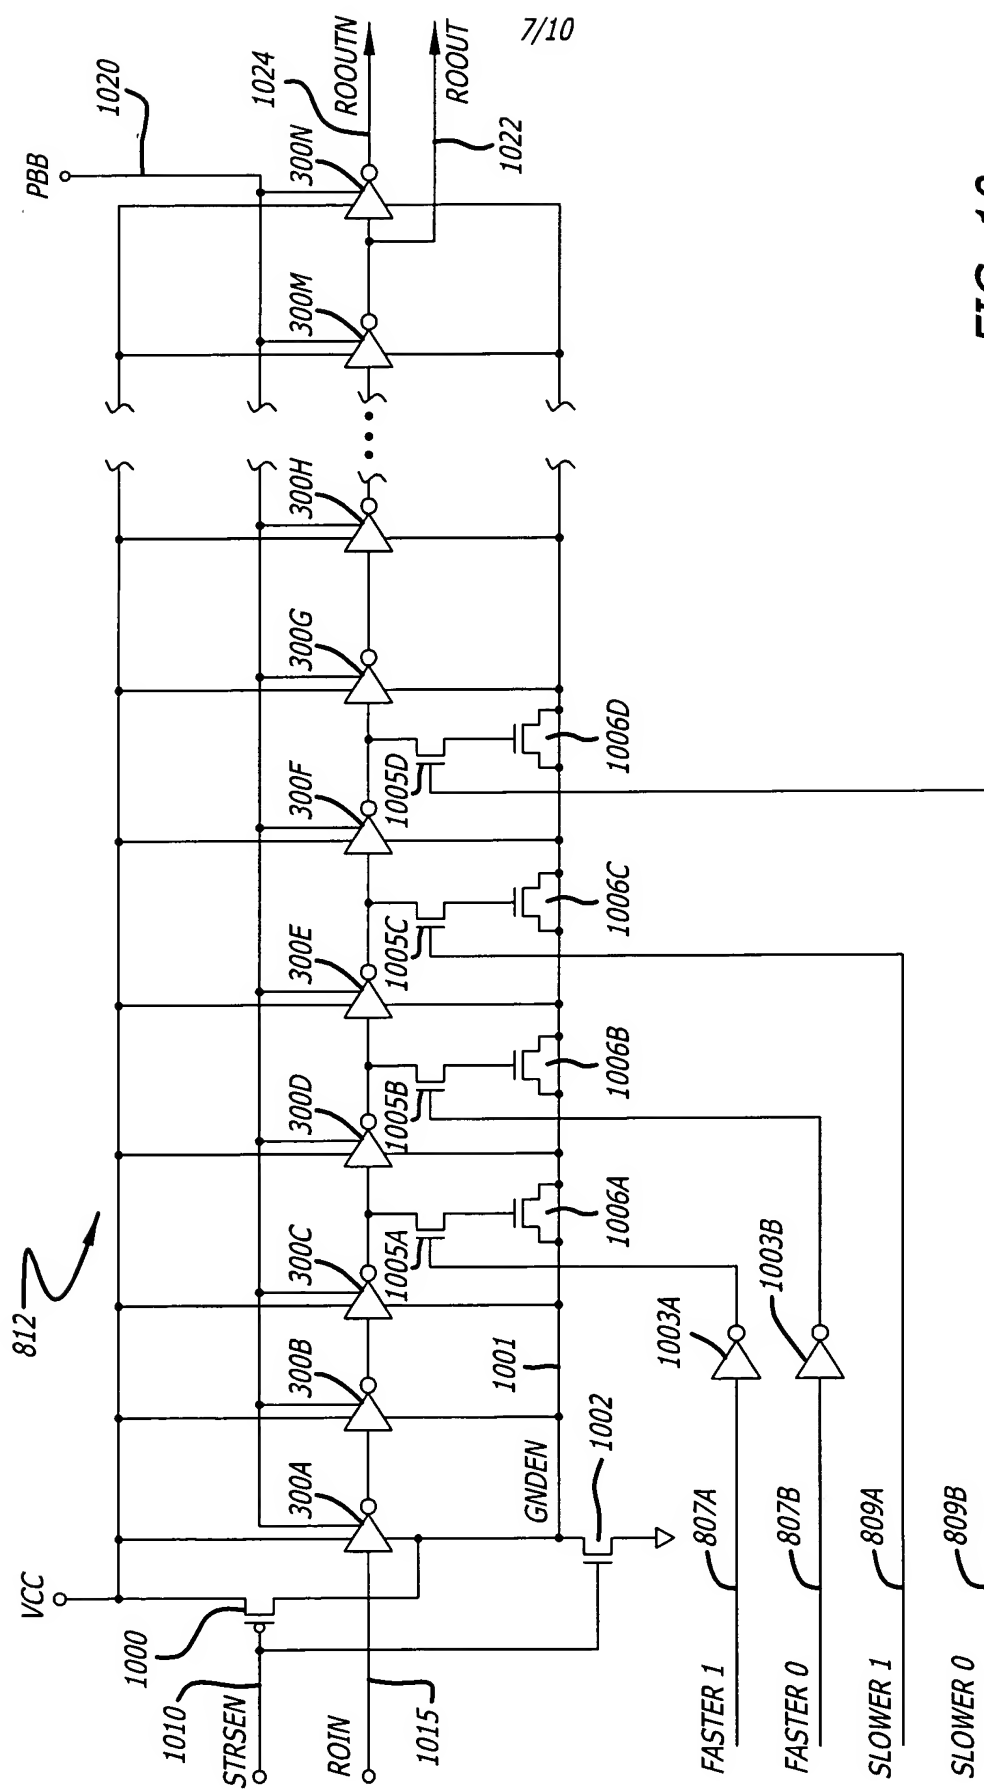 7/10
812
VCC
1000
1010
STRSEN
ROIN
1015
300A
300B
300C
300D
300E
300F
300G
300H
300M
300N
PBB
1020
1024
ROOUTN
ROOUT
1022
GNDEN
1001
1002
1005A
1005B
1005C
1005D
1006A
1006B
1006C
1006D
FASTER 1
807A
1003A
FASTER 0
807B
1003B
SLOWER 1
809A
SLOWER 0
809B